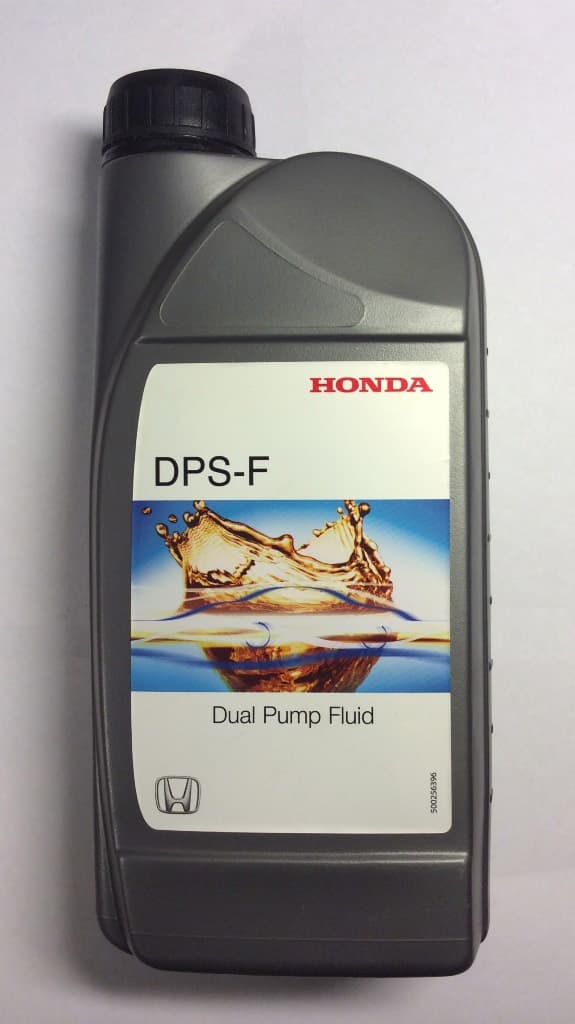 HONDA
DPS-F
Dual Pump Fluid
500256396